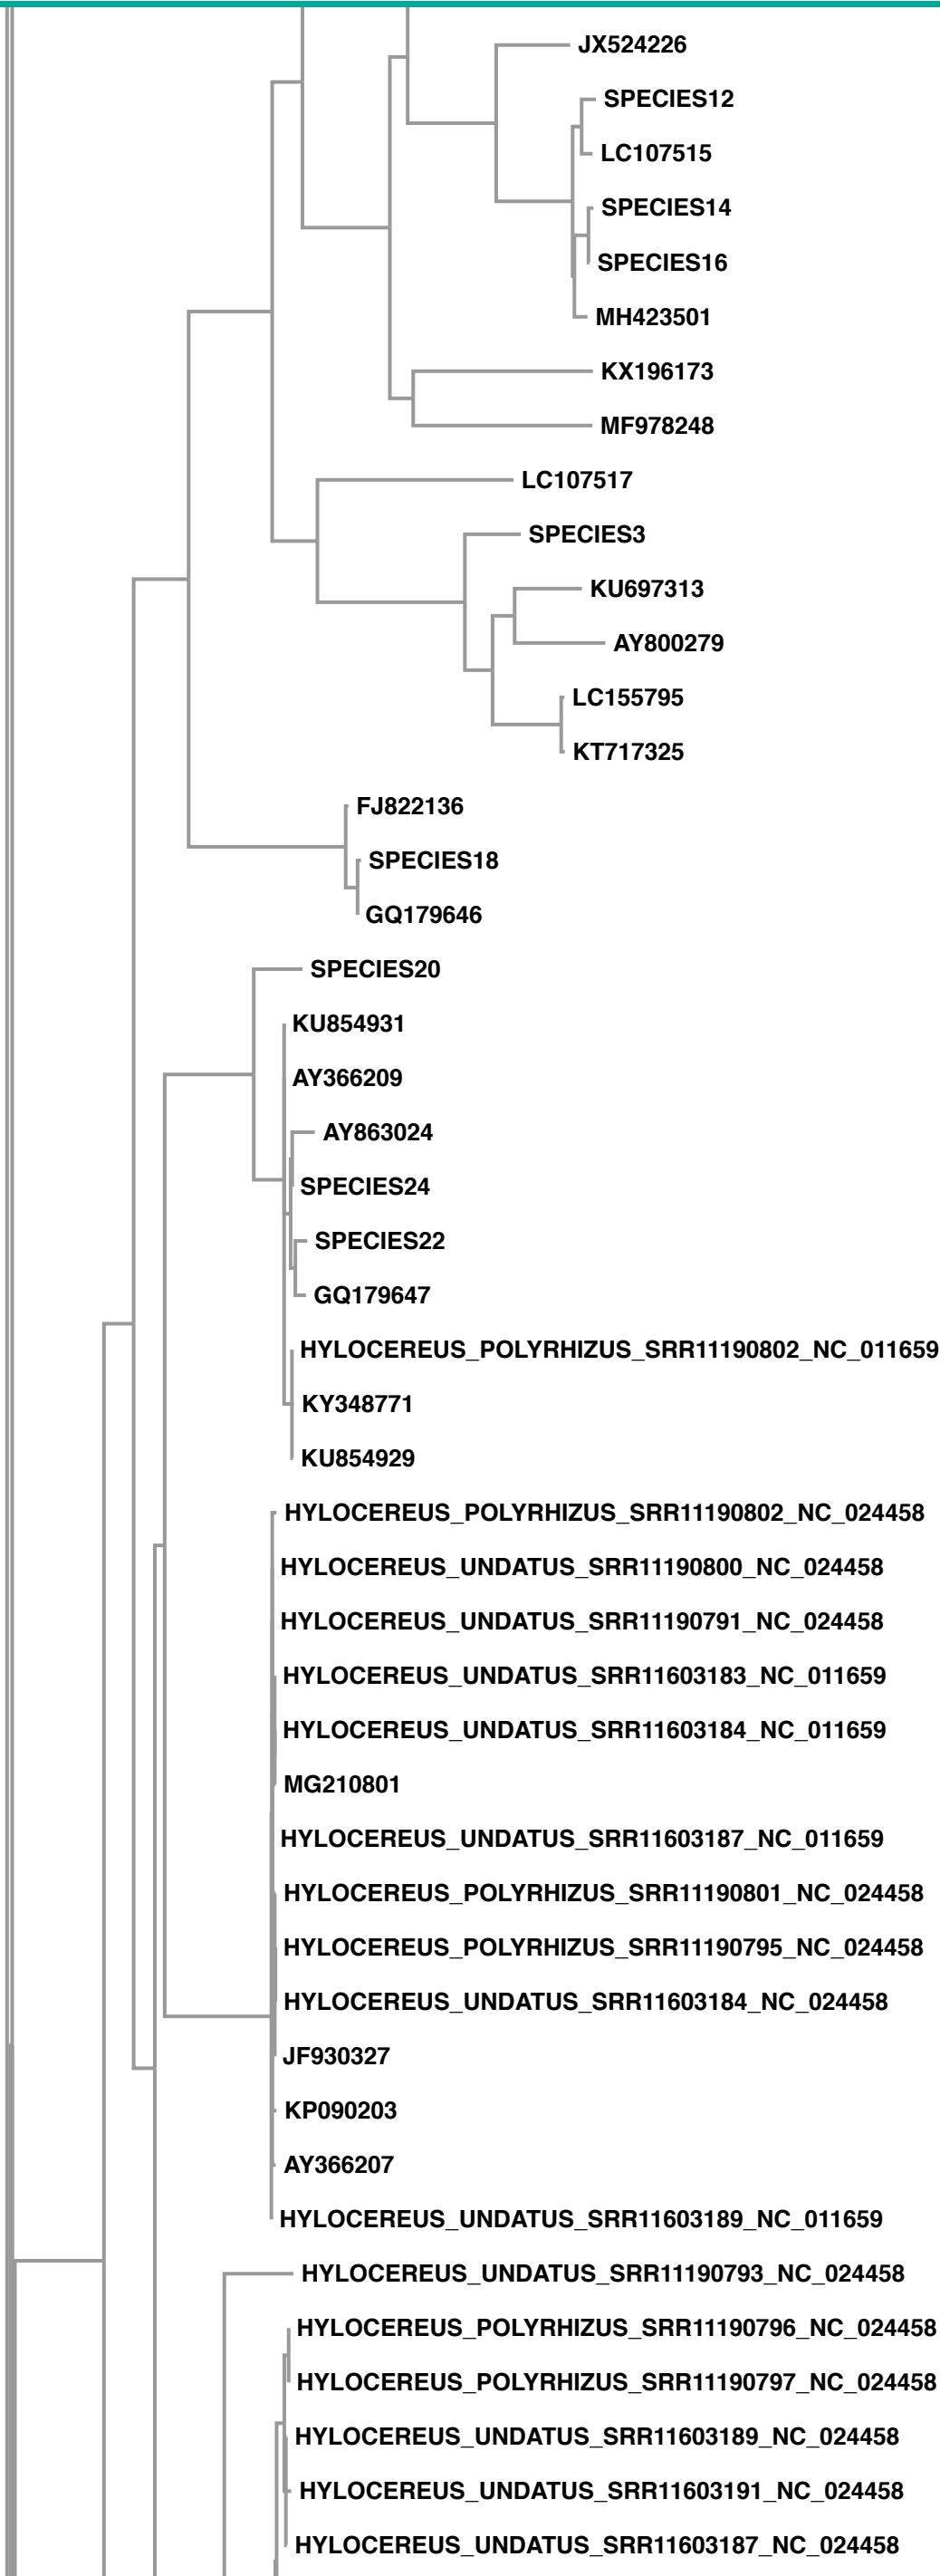 JX524226
SPECIES12
LC107515
SPECIES14
SPECIES16
MH423501
KX196173
MF978248
LC107517
SPECIES3
KU697313
AY800279
LC155795
KT717325
FJ822136
SPECIES18
GQ179646
SPECIES20
KU854931
AY366209
AY863024
SPECIES24
SPECIES22
GQ179647
HYLOCEREUS_POLYRHIZUS_SRR11190802_NC_011659
KY348771
KU854929
HYLOCEREUS_POLYRHIZUS_SRR11190802_NC_024458
HYLOCEREUS_UNDATUS_SRR11190800_NC_024458
HYLOCEREUS_UNDATUS_SRR11190791_NC_024458
HYLOCEREUS_UNDATUS_SRR11603183_NC_011659
HYLOCEREUS_UNDATUS_SRR11603184_NC_011659
MG210801
HYLOCEREUS_UNDATUS_SRR11603187_NC_011659
HYLOCEREUS_POLYRHIZUS_SRR11190801_NC_024458
HYLOCEREUS_POLYRHIZUS_SRR11190795_NC_024458
HYLOCEREUS_UNDATUS_SRR11603184_NC_024458
JF930327
KP090203
AY366207
HYLOCEREUS_UNDATUS_SRR11603189_NC_011659
HYLOCEREUS_UNDATUS_SRR11190793_NC_024458
HYLOCEREUS_POLYRHIZUS_SRR11190796_NC_024458
HYLOCEREUS_POLYRHIZUS_SRR11190797_NC_024458
HYLOCEREUS_UNDATUS_SRR11603189_NC_024458
HYLOCEREUS_UNDATUS_SRR11603191_NC_024458
HYLOCEREUS_UNDATUS_SRR11603187_NC_024458